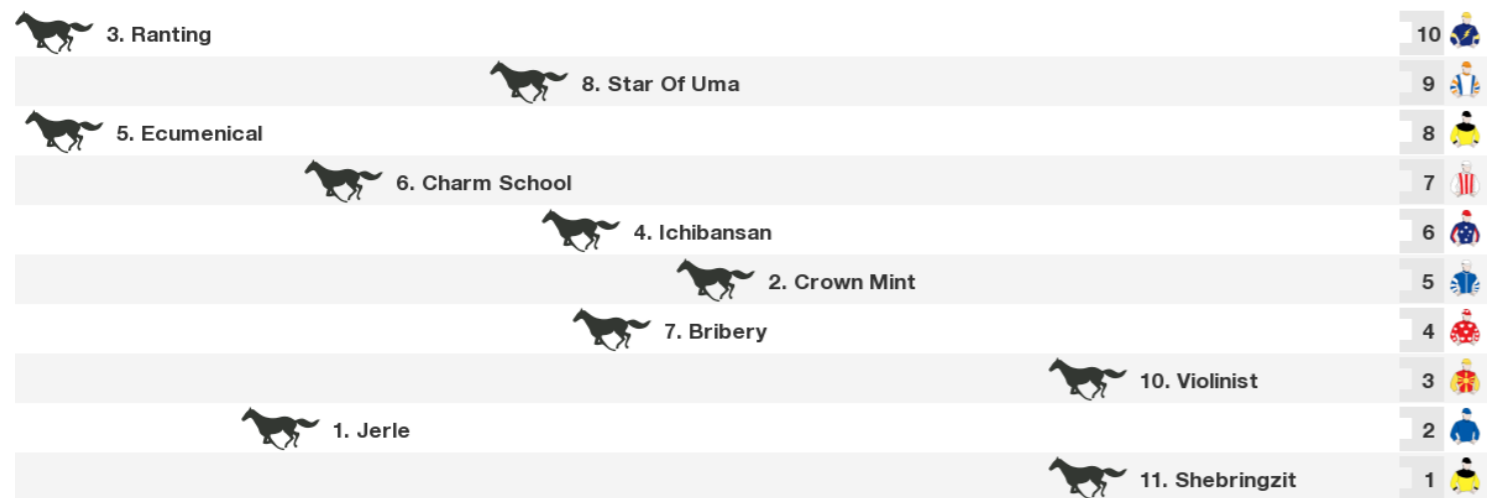 3. Ranting 10
8. Star Of Uma 9
5. Ecumenical 8
6. Charm School 7
4. Ichibansan 6
2. Crown Mint 5
7. Bribery 4
10. Violinist 3
1. Jerle 2
11. Shebringzit 1